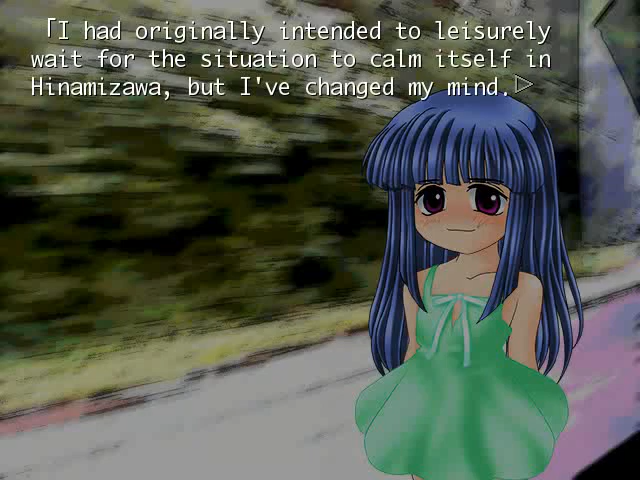 「I had originally intended to leisurely
wait for the situation to calm itself in
Hinamizawa, but I've changed my mind.▷